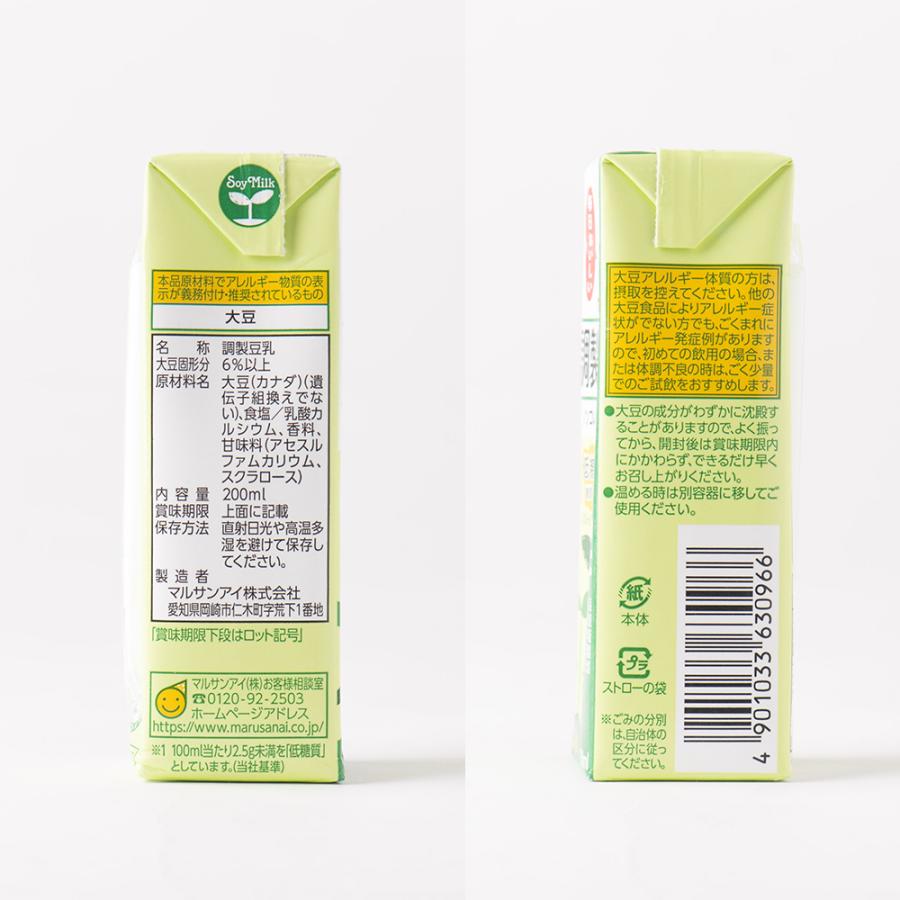 Soy Milk
本品原材料でアレルギー物質の表
示が義務付け・推奨されているもの
大豆
名称 調製豆乳
大豆固形分 6%以上
原材料名 大豆(カナダ)(遺
伝子組換えでな
い)、食塩/乳酸カ
ルシウム、香料、
甘味料(アセスル
ファムカリウム、
スクラロース)
内容量 200ml
賞味期限 上面に記載
保存方法 直射日光や高温多
湿を避けて保存し
てください。
製造者
マルサンアイ株式会社
愛知県岡崎市仁木町字荒下1番地
「賞味期限下段はロット記号」
マルサンアイ(株)お客様相談室
☎0120-92-2503
ホームページアドレス
https://www.marusanai.co.jp/
※1 100ml当たり2.5g未満を「低糖質」
としています。(当社基準)
大豆アレルギー体質の方は、
摂取を控えてください。他の
大豆食品によりアレルギー症
状がでない方でも、ごくまれに
アレルギー発症例があります
ので、初めての飲用の場合、ま
たは体調不良の時は、ごく少量
でのご試飲をおすすめします。
●大豆の成分がわずかに沈殿す
ることがありますので、よく振っ
てから、開封後は賞味期限内
にかかわらず、できるだけ早く
お召し上がりください。
●温める時は別容器に移してご
使用ください。
紙
本体
プラ
ストローの袋
※ごみの分別
は、自治体の
区分に従っ
てください。
4 901033 630966